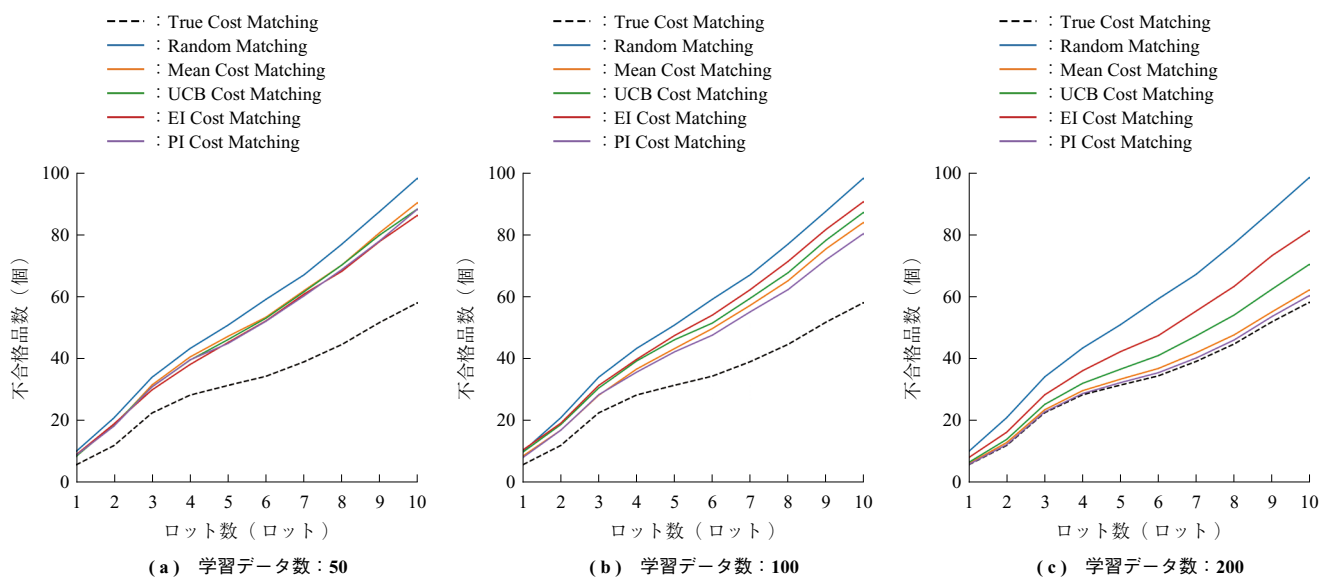 : True Cost Matching
: Random Matching
: Mean Cost Matching
: UCB Cost Matching
: EI Cost Matching
: PI Cost Matching
100
80
60
40
20
0
不合格品数（個）
1 2 3 4 5 6 7 8 9 10
ロット数（ロット）
(a) 学習データ数：50
: True Cost Matching
: Random Matching
: Mean Cost Matching
: UCB Cost Matching
: EI Cost Matching
: PI Cost Matching
100
80
60
40
20
0
不合格品数（個）
1 2 3 4 5 6 7 8 9 10
ロット数（ロット）
(b) 学習データ数：100
: True Cost Matching
: Random Matching
: Mean Cost Matching
: UCB Cost Matching
: EI Cost Matching
: PI Cost Matching
100
80
60
40
20
0
不合格品数（個）
1 2 3 4 5 6 7 8 9 10
ロット数（ロット）
(c) 学習データ数：200